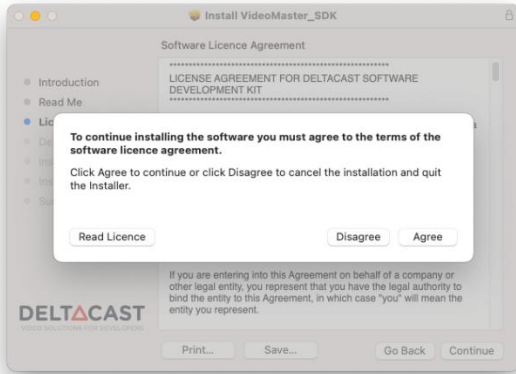 Install VideoMaster_SDK
Software Licence Agreement
Introduction
Read Me
Lic
**********************************************************
LICENSE AGREEMENT FOR DELTACAST SOFTWARE
DEVELOPMENT KIT
**********************************************************
To continue installing the software you must agree to the terms of the
software licence agreement.
Click Agree to continue or click Disagree to cancel the installation and quit
the Installer.
Read Licence
Disagree
Agree
If you are entering into this Agreement on behalf of a company or
other legal entity, you represent that you have the legal authority to
bind the entity to this Agreement, in which case "you" will mean the
entity you represent.
DELTACAST
VIDEO SOLUTIONS FOR DEVELOPERS
Print...
Save...
Go Back
Continue